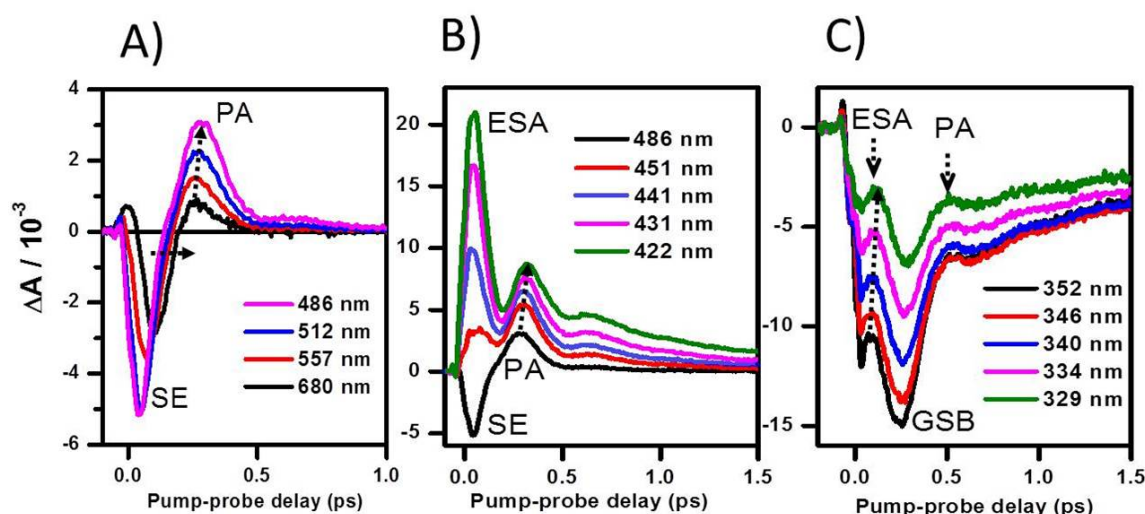 A)
B)
C)
ΔA / 10⁻³
4
2
0
-2
-4
-6
PA
SE
486 nm
512 nm
557 nm
680 nm
0.0 0.5 1.0
Pump-probe delay (ps)
20
15
10
5
0
-5
ESA
PA
SE
486 nm
451 nm
441 nm
431 nm
422 nm
0.0 0.5 1.0 1.5
Pump-probe delay (ps)
0
-5
-10
-15
ESA
PA
GSB
352 nm
346 nm
340 nm
334 nm
329 nm
0.0 0.5 1.0 1.5
Pump-probe delay (ps)